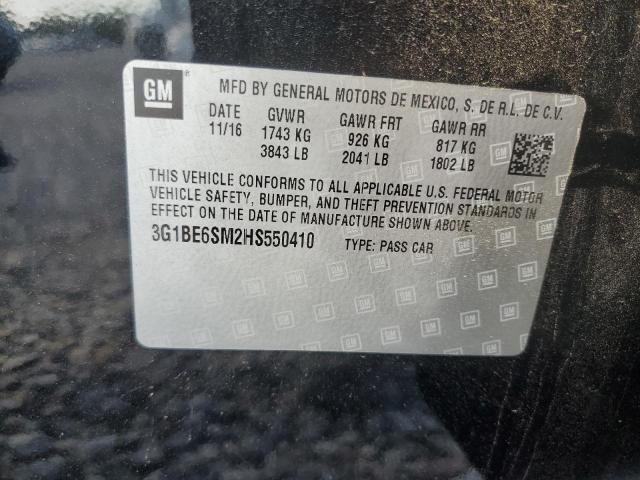 GM
MFD BY GENERAL MOTORS DE MEXICO, S. DE R.L. DE C.V.
DATE GVWR GAWR FRT GAWR RR
11/16 1743 KG 926 KG 817 KG
3843 LB 2041 LB 1802 LB
THIS VEHICLE CONFORMS TO ALL APPLICABLE U.S. FEDERAL MOTOR
VEHICLE SAFETY, BUMPER, AND THEFT PREVENTION STANDARDS IN
EFFECT ON THE DATE OF MANUFACTURE SHOWN ABOVE.
3G1BE6SM2HS550410 TYPE: PASS CAR